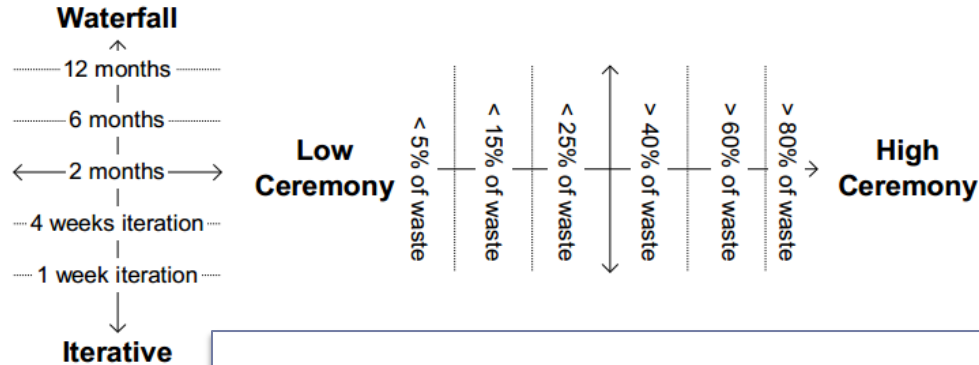 Waterfall
12 months
6 months
2 months
4 weeks iteration
1 week iteration
Iterative
Low
Ceremony
< 5% of waste
< 15% of waste
< 25% of waste
> 40% of waste
> 60% of waste
> 80% of waste
High
Ceremony